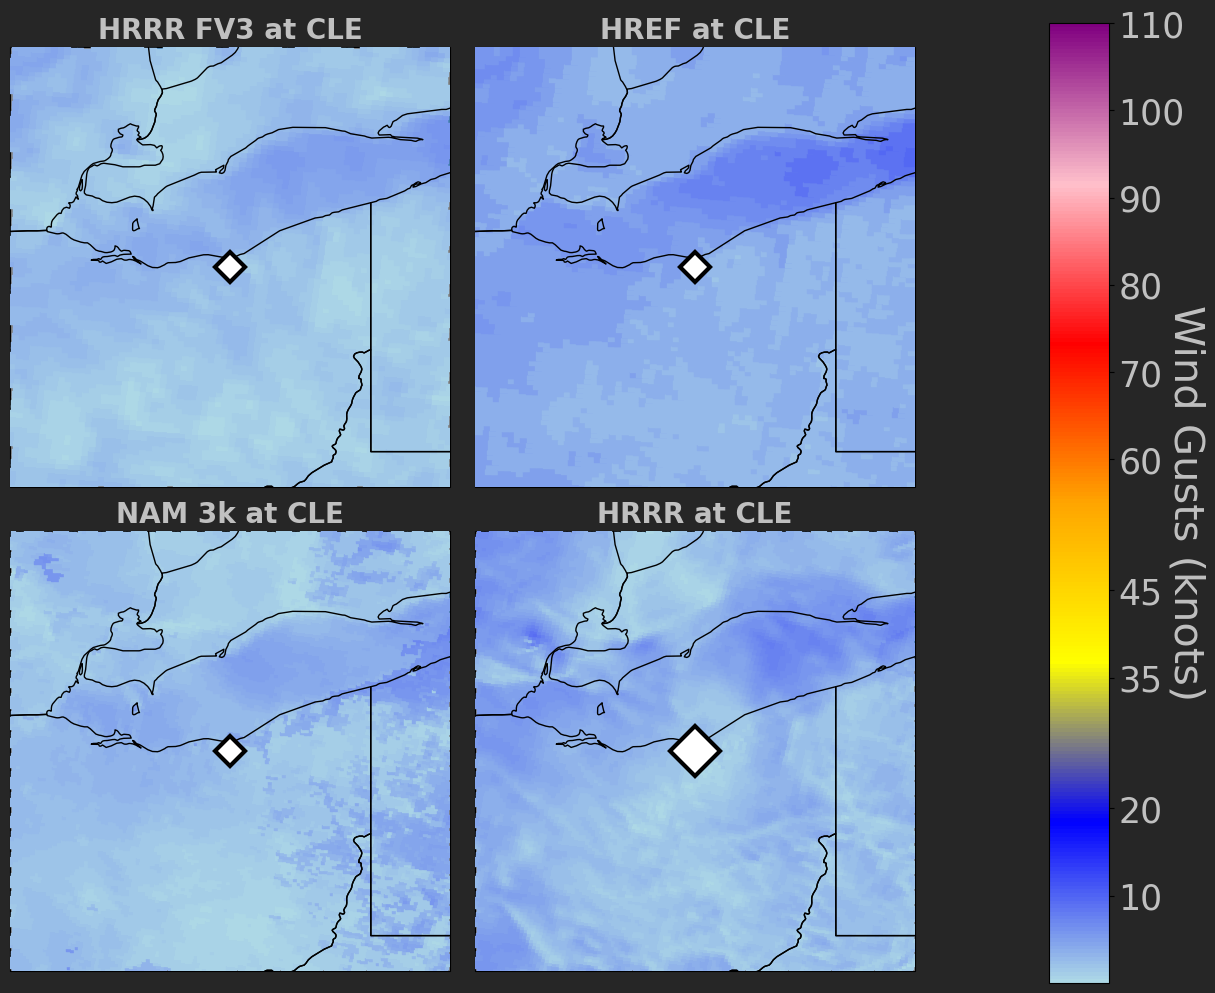 HRRR FV3 at CLE
HREF at CLE
NAM 3k at CLE
HRRR at CLE
110
100
90
80
70
60
45
35
20
10
Wind Gusts (knots)